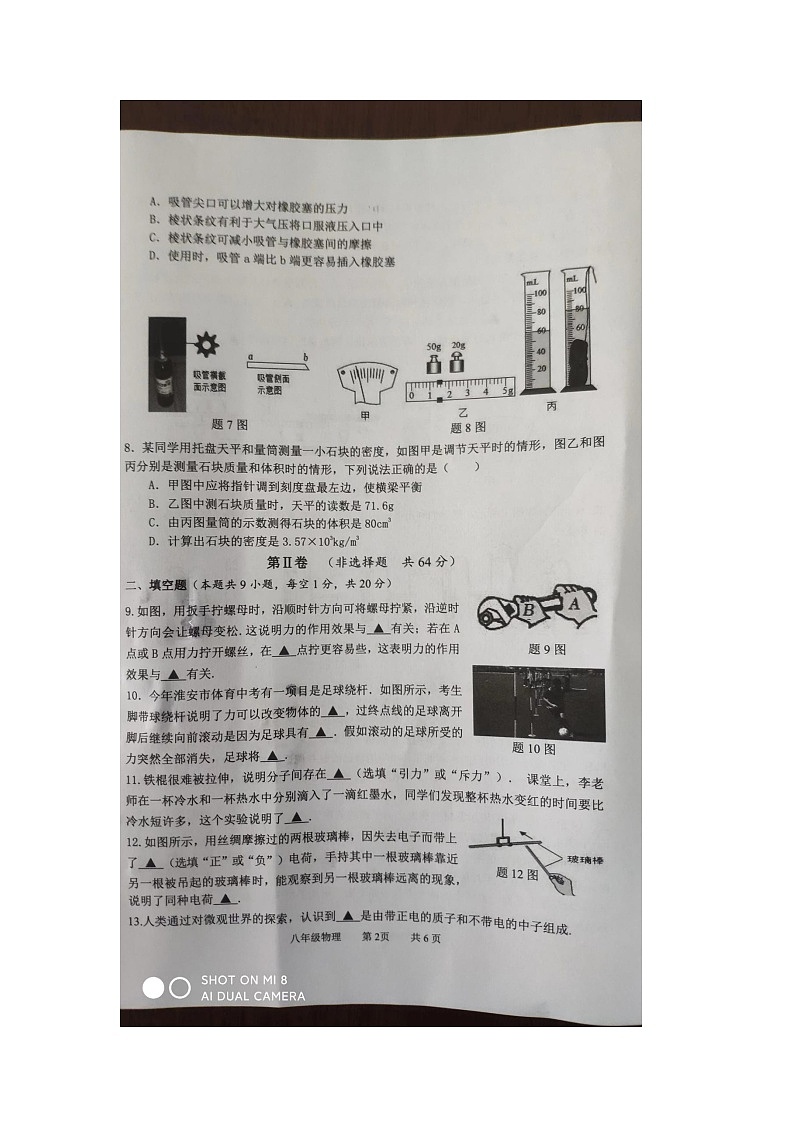 A. 吸管尖口可以增大对橡胶塞的压力
B. 棱状条纹有利于大气压将口服液压入口中
C. 棱状条纹可减小吸管与橡胶塞间的摩擦
D. 使用时，吸管 a 端比 b 端更容易插入橡胶塞
吸管横截
面示意图
a b
吸管侧面
示意图
题 7 图
甲
50g 20g
0 1 2 3 4 5g
乙
题 8 图
mL
100
80
60
40
20
mL
100
80
60
丙
8. 某同学用托盘天平和量筒测量一小石块的密度，如图甲是调节天平时的情形，图乙和图
丙分别是测量石块质量和体积时的情形，下列说法正确的是（　　）
A. 甲图中应将指针调到刻度盘最左边，使横梁平衡
B. 乙图中测石块质量时，天平的读数是 71.6g
C. 由丙图量筒的示数测得石块的体积是 80cm³
D. 计算出石块的密度是 3.57×10³kg/m³
第Ⅱ卷　（非选择题　共 64 分）
二、填空题（本题共 9 小题，每空 1 分，共 20 分）
9.如图，用扳手拧螺母时，沿顺时针方向可将螺母拧紧，沿逆时
针方向会让螺母变松.这说明力的作用效果与 ▲ 有关；若在 A
点或 B 点用力拧开螺丝，在 ▲ 点拧更容易些，这表明力的作用
效果与 ▲ 有关.
B A
题 9 图
10. 今年淮安市体育中考有一项目是足球绕杆. 如图所示，考生
脚带球绕杆说明了力可以改变物体的 ▲ ，过终点线的足球离开
脚后继续向前滚动是因为足球具有 ▲ . 假如滚动的足球所受的
力突然全部消失，足球将 ▲ .
题 10 图
11.铁棍很难被拉伸，说明分子间存在 ▲ （选填“引力”或“斥力”）. 课堂上，李老
师在一杯冷水和一杯热水中分别滴入了一滴红墨水，同学们发现整杯热水变红的时间要比
冷水短许多，这个实验说明了 ▲ .
12.如图所示，用丝绸摩擦过的两根玻璃棒，因失去电子而带上
了 ▲ （选填“正”或“负”）电荷，手持其中一根玻璃棒靠近
另一根被吊起的玻璃棒时，能观察到另一根玻璃棒远离的现象，
说明了同种电荷 ▲ .
玻璃棒
题 12 图
13.人类通过对微观世界的探索，认识到 ▲ 是由带正电的质子和不带电的中子组成.
八年级物理　第 2页　共 6 页
SHOT ON MI 8
AI DUAL CAMERA